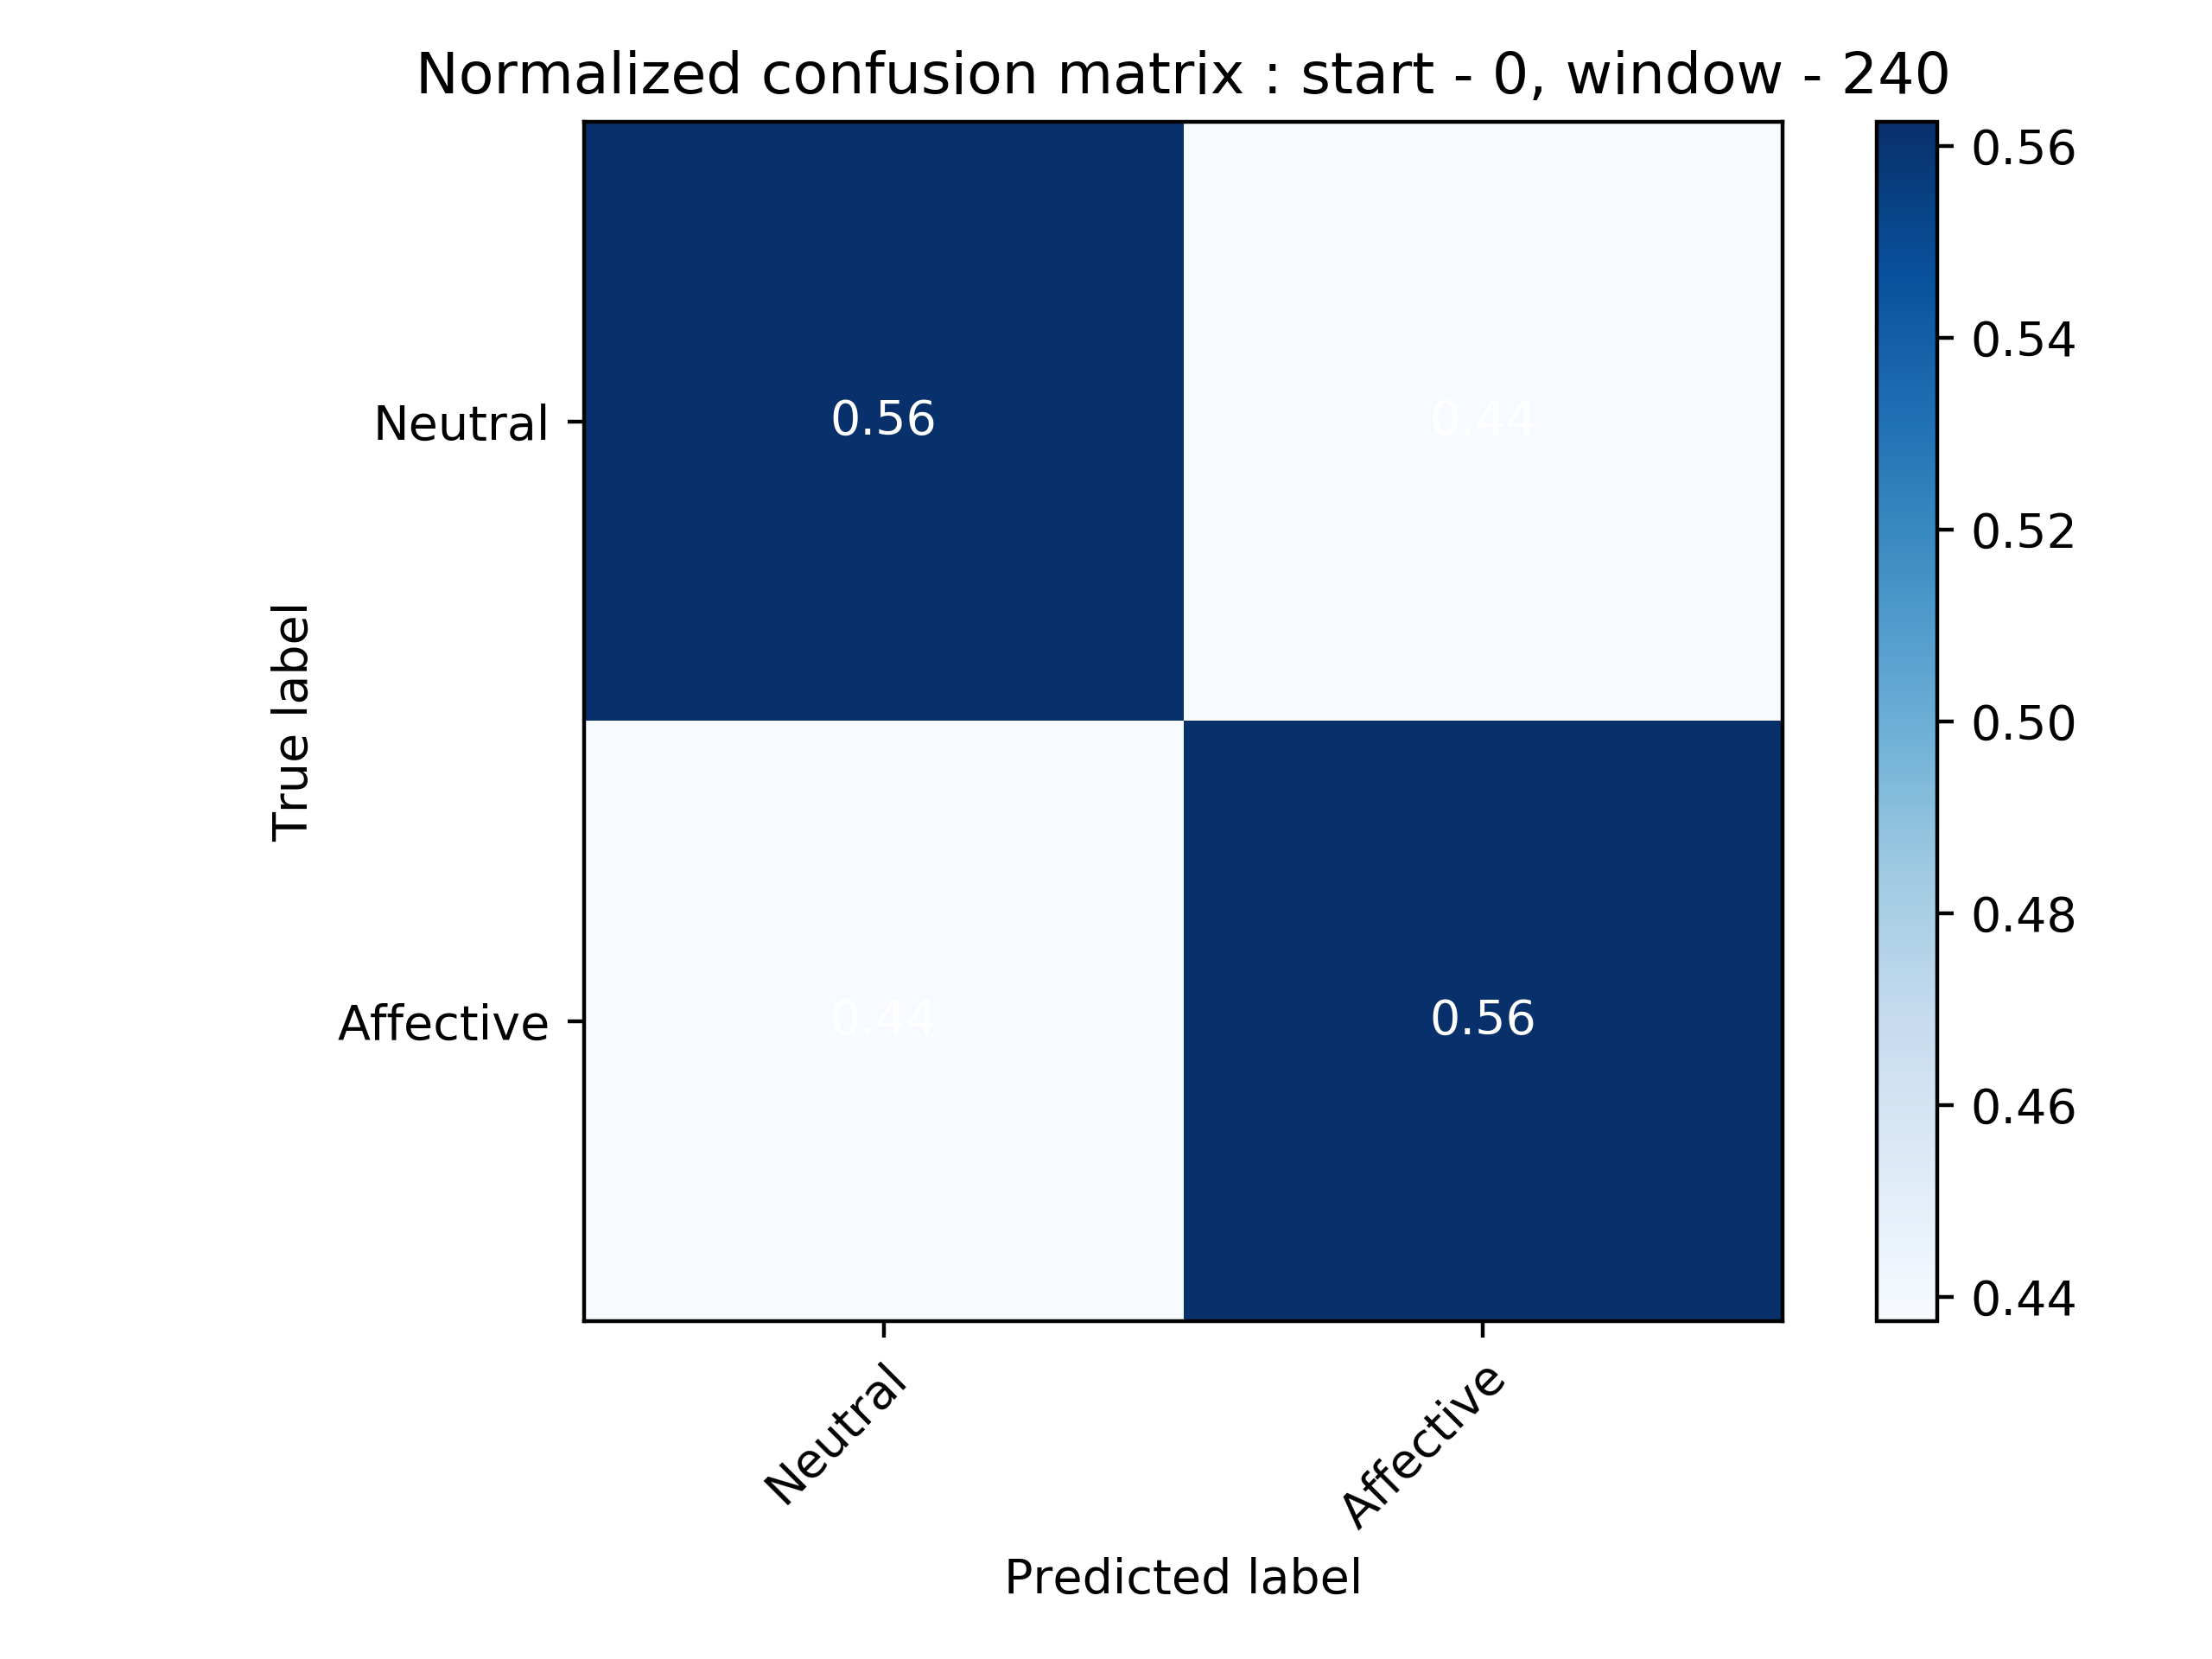 Normalized confusion matrix : start - 0, window - 240
Neutral
Affective
True label
0.56
0.44
0.44
0.56
Neutral
Affective
Predicted label
0.56
0.54
0.52
0.50
0.48
0.46
0.44